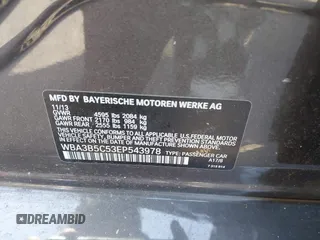 MFD BY BAYERISCHE MOTOREN WERKE AG
11/13
GVWR 4595 lbs 2084 kg
GAWR FRONT 2170 lbs 984 kg
GAWR REAR 2555 lbs 1159 kg
THIS VEHICLE CONFORMS TO ALL APPLICABLE U.S.FEDERAL MOTOR
VEHICLE SAFETY, BUMPER, AND THEFT PREVENTION STANDARDS
IN EFFECT ON THE DATE OF MANUFACTURE SHOWN ABOVE.
WBA3B5C53EP543978 TYPE: PASSENGER CAR
DREAMBID